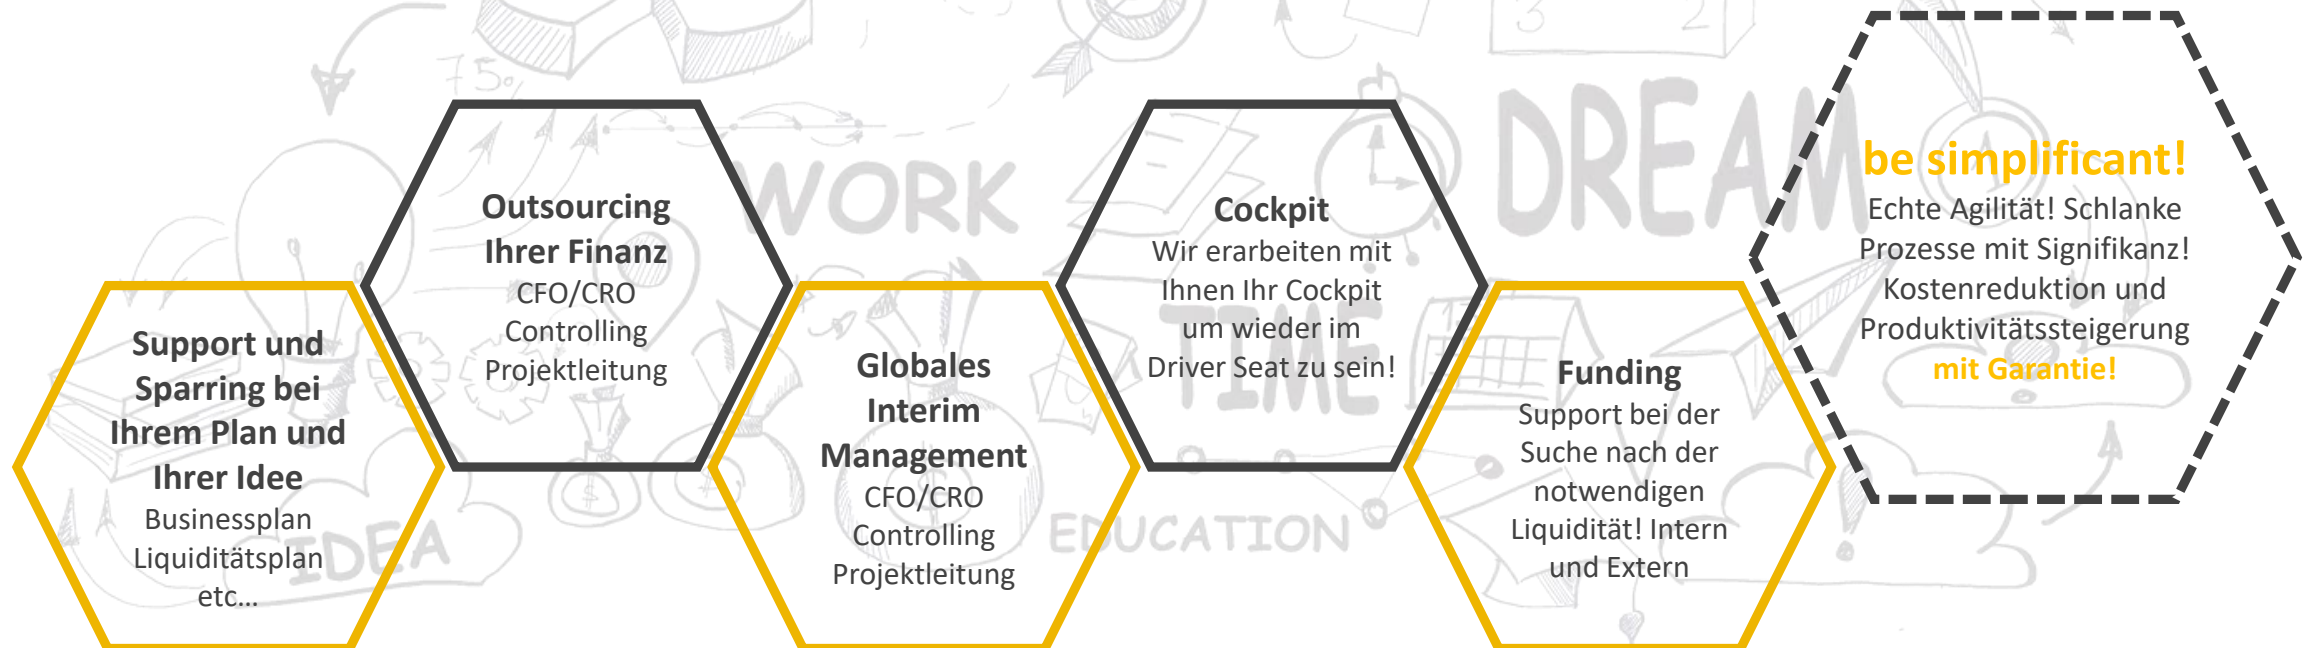 Support und
Sparring bei
Ihrem Plan und
Ihrer Idee
Businessplan
Liquiditätsplan
etc...
Outsourcing
Ihrer Finanz
CFO/CRO
Controlling
Projektleitung
Globales
Interim
Management
CFO/CRO
Controlling
Projektleitung
Cockpit
Wir erarbeiten mit
Ihnen Ihr Cockpit
um wieder im
Driver Seat zu sein!
Funding
Support bei der
Suche nach der
notwendigen
Liquidität! Intern
und Extern
be simplificant!
Echte Agilität! Schlanke
Prozesse mit Signifikanz!
Kostenreduktion und
Produktivitätssteigerung
mit Garantie!
75%
WORK
DREAM
TIME
IDEA
EDUCATION
3
2